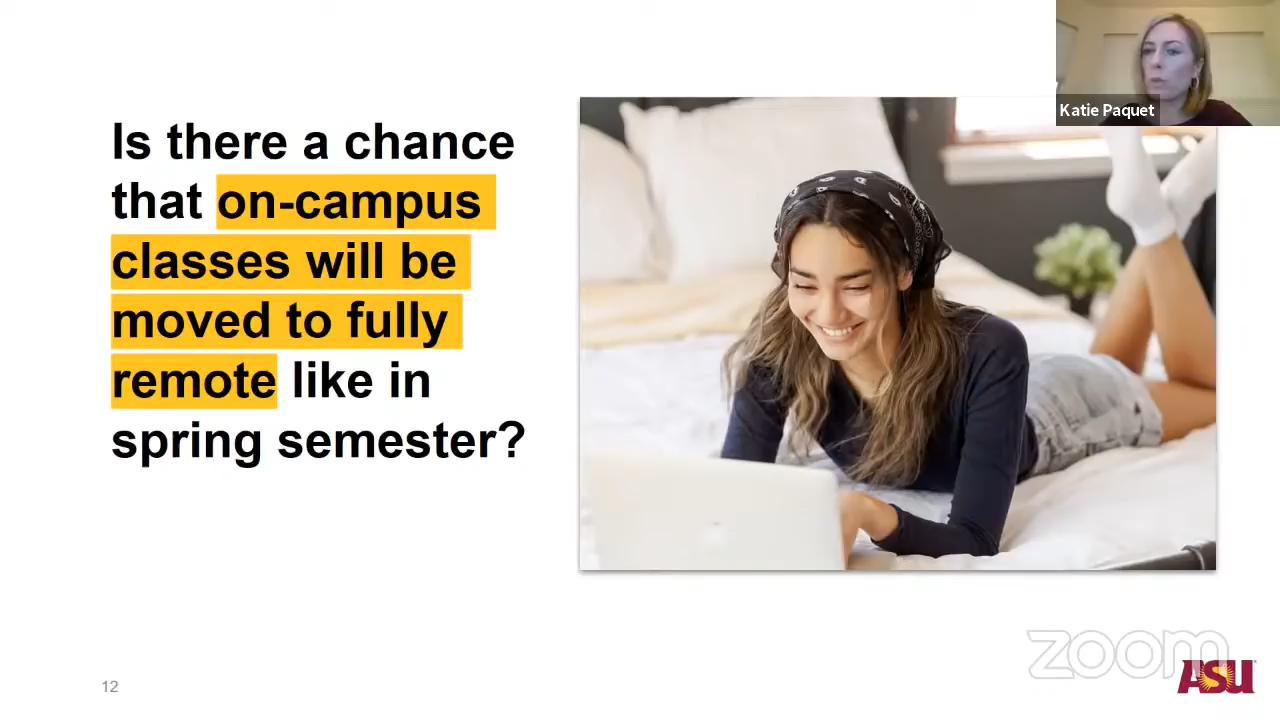 Katie Paquet
Is there a chance
that on-campus
classes will be
moved to fully
remote like in
spring semester?
zoom
ASU
12